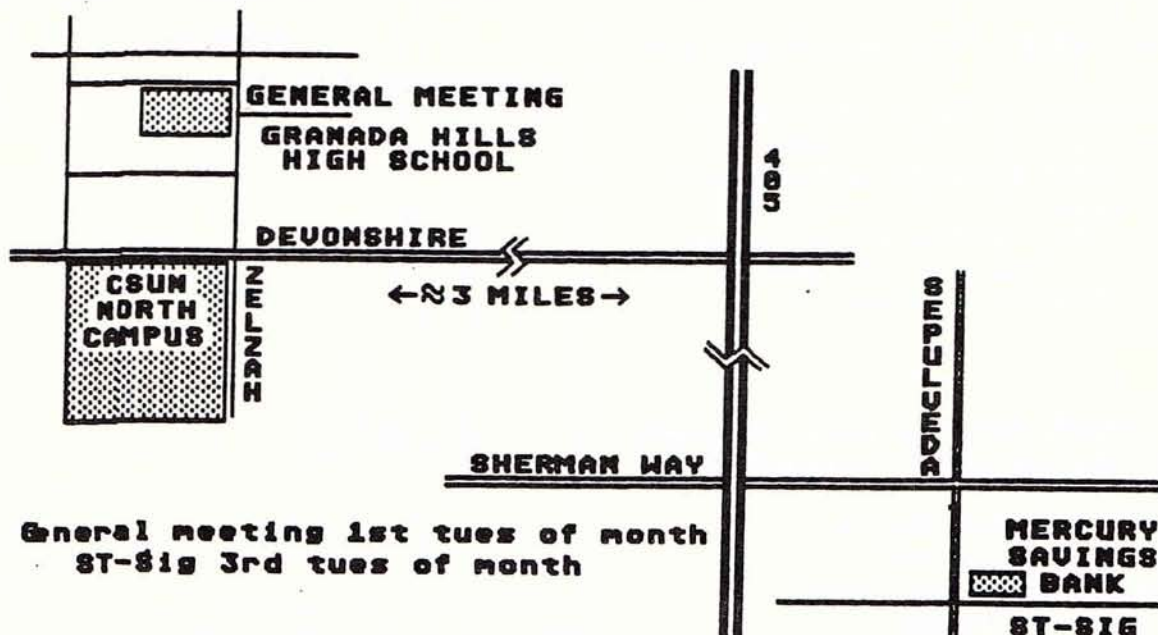 GENERAL MEETING
GRANADA HILLS
HIGH SCHOOL
405
DEVONSHIRE
CSUN
NORTH
CAMPUS
ZELZAH
←≈3 MILES→
SEPULVEDA
SHERMAN WAY
General meeting 1st tues of month
ST-Sig 3rd tues of month
MERCURY
SAVINGS
BANK
ST-SIG